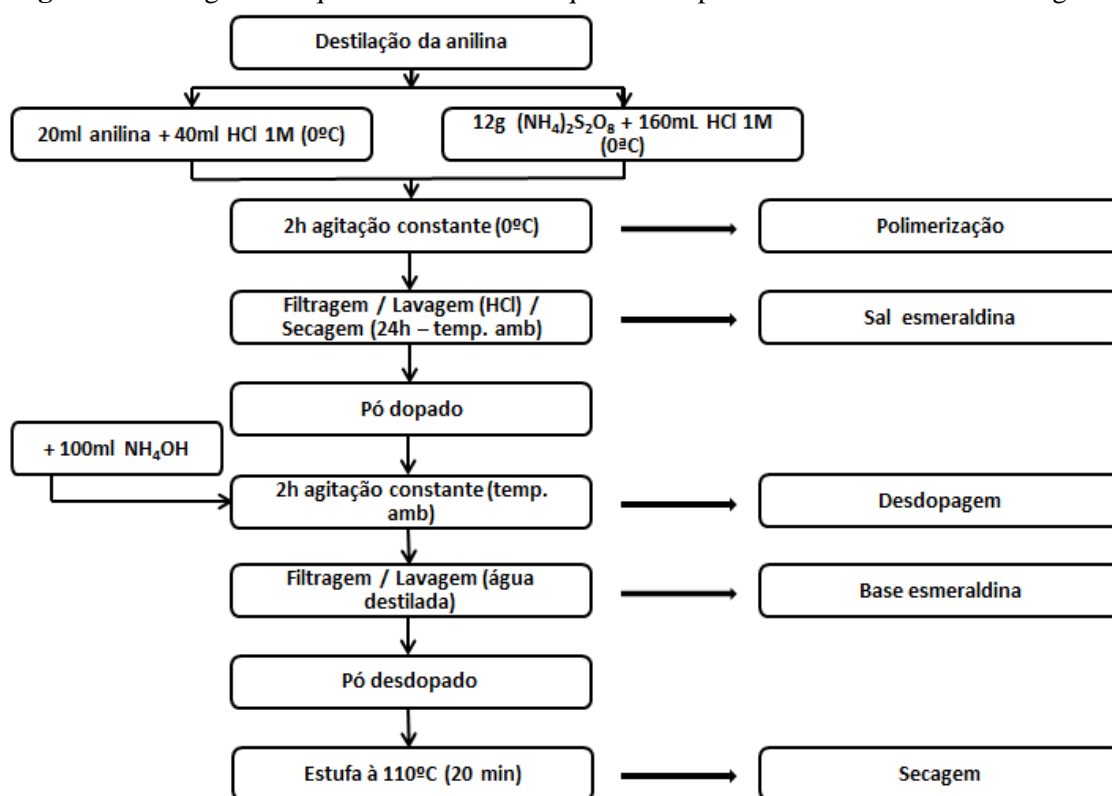 Destilação da anilina
20ml anilina + 40ml HCl 1M (0ºC)
12g (NH₄)₂S₂O₈ + 160mL HCl 1M
(0ªC)
2h agitação constante (0ºC)
Polimerização
Filtragem / Lavagem (HCl) /
Secagem (24h – temp. amb)
Sal esmeraldina
Pó dopado
+ 100ml NH₄OH
2h agitação constante (temp.
amb)
Desdopagem
Filtragem / Lavagem (água
destilada)
Base esmeraldina
Pó desdopado
Estufa à 110ºC (20 min)
Secagem